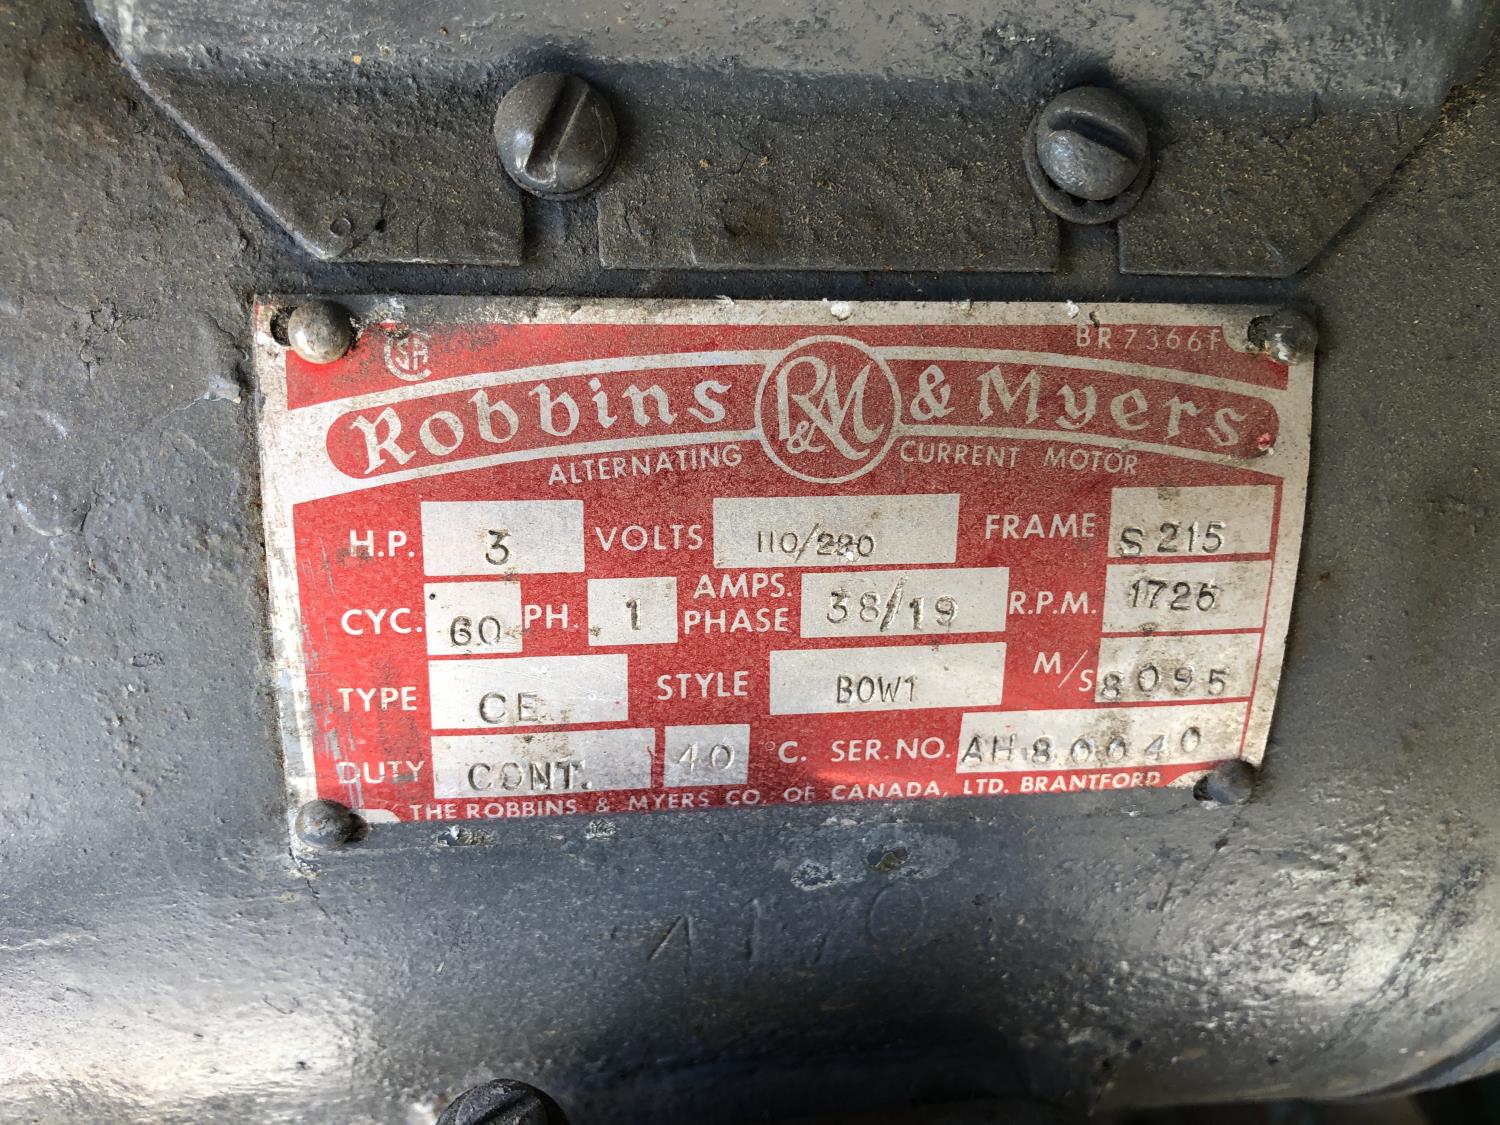 BR7366F
Robbins R&M & Myers
ALTERNATING CURRENT MOTOR
H.P. 3 VOLTS 110/220 FRAME S 215
CYC. 60 PH. 1 AMPS. PHASE 38/19 R.P.M. 1725
TYPE CE STYLE BOW1 M/S 8095
DUTY CONT. 40 °C. SER.NO. AH80040
THE ROBBINS & MYERS CO. OF CANADA, LTD. BRANTFORD